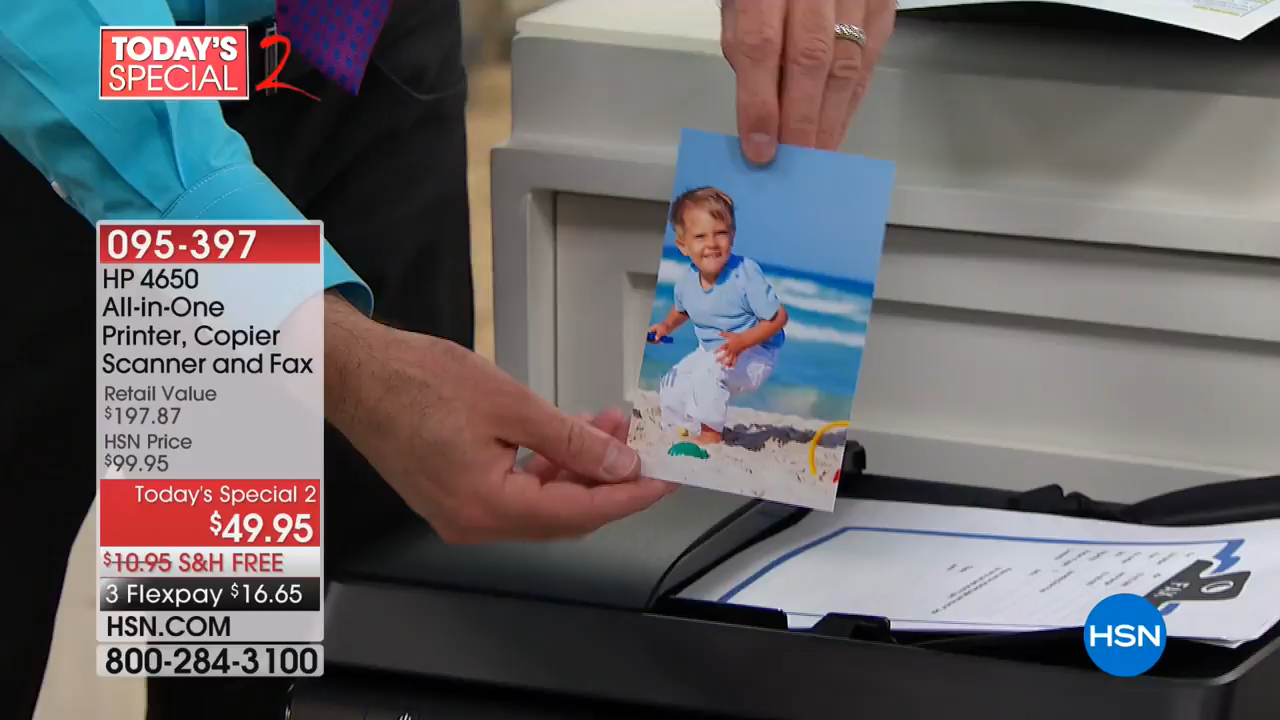 TODAY'S
SPECIAL 2
095-397
HP 4650
All-in-One
Printer, Copier
Scanner and Fax
Retail Value
$197.87
HSN Price
$99.95
Today's Special 2
$49.95
$10.95 S&H FREE
3 Flexpay $16.65
HSN.COM
800-284-3100
FAX
HSN